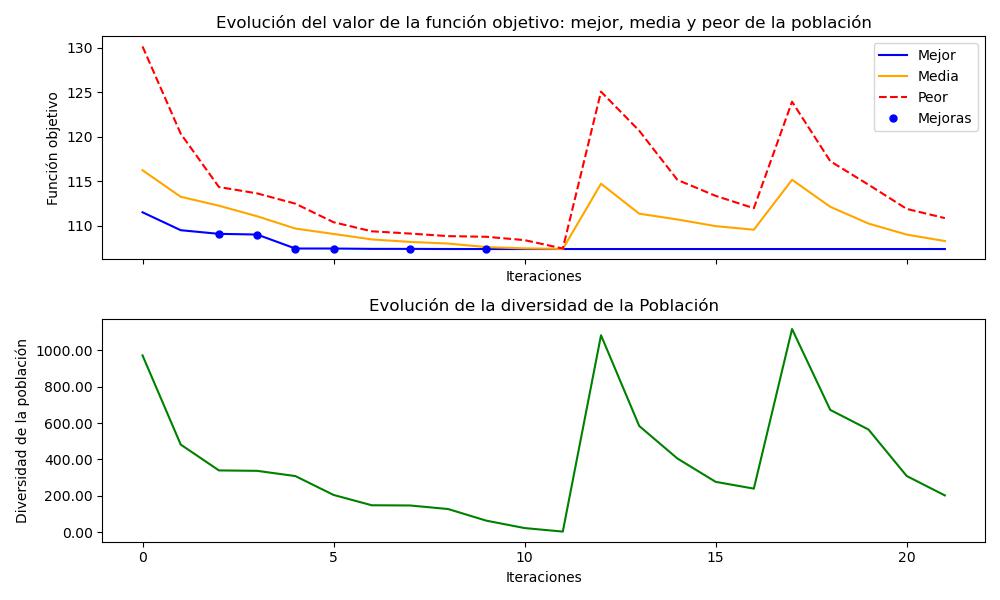 Evolución del valor de la función objetivo: mejor, media y peor de la población
130
125
120
115
110
Función objetivo
Mejor
Media
Peor
Mejoras
Iteraciones
Evolución de la diversidad de la Población
1000.00
800.00
600.00
400.00
200.00
0.00
Diversidad de la población
0
5
10
15
20
Iteraciones